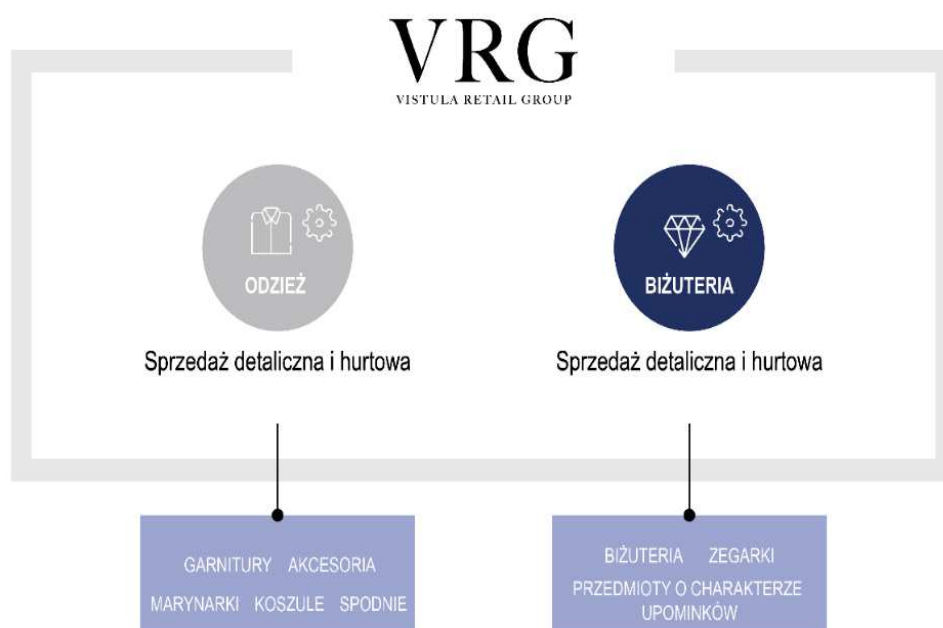 VRG
VISTULA RETAIL GROUP
ODZIEŻ
Sprzedaż detaliczna i hurtowa
GARNITURY AKCESORIA
MARYNARKI KOSZULE SPODNIE
BIŻUTERIA
Sprzedaż detaliczna i hurtowa
BIŻUTERIA ZEGARKI
PRZEDMIOTY O CHARAKTERZE
UPOMINKÓW